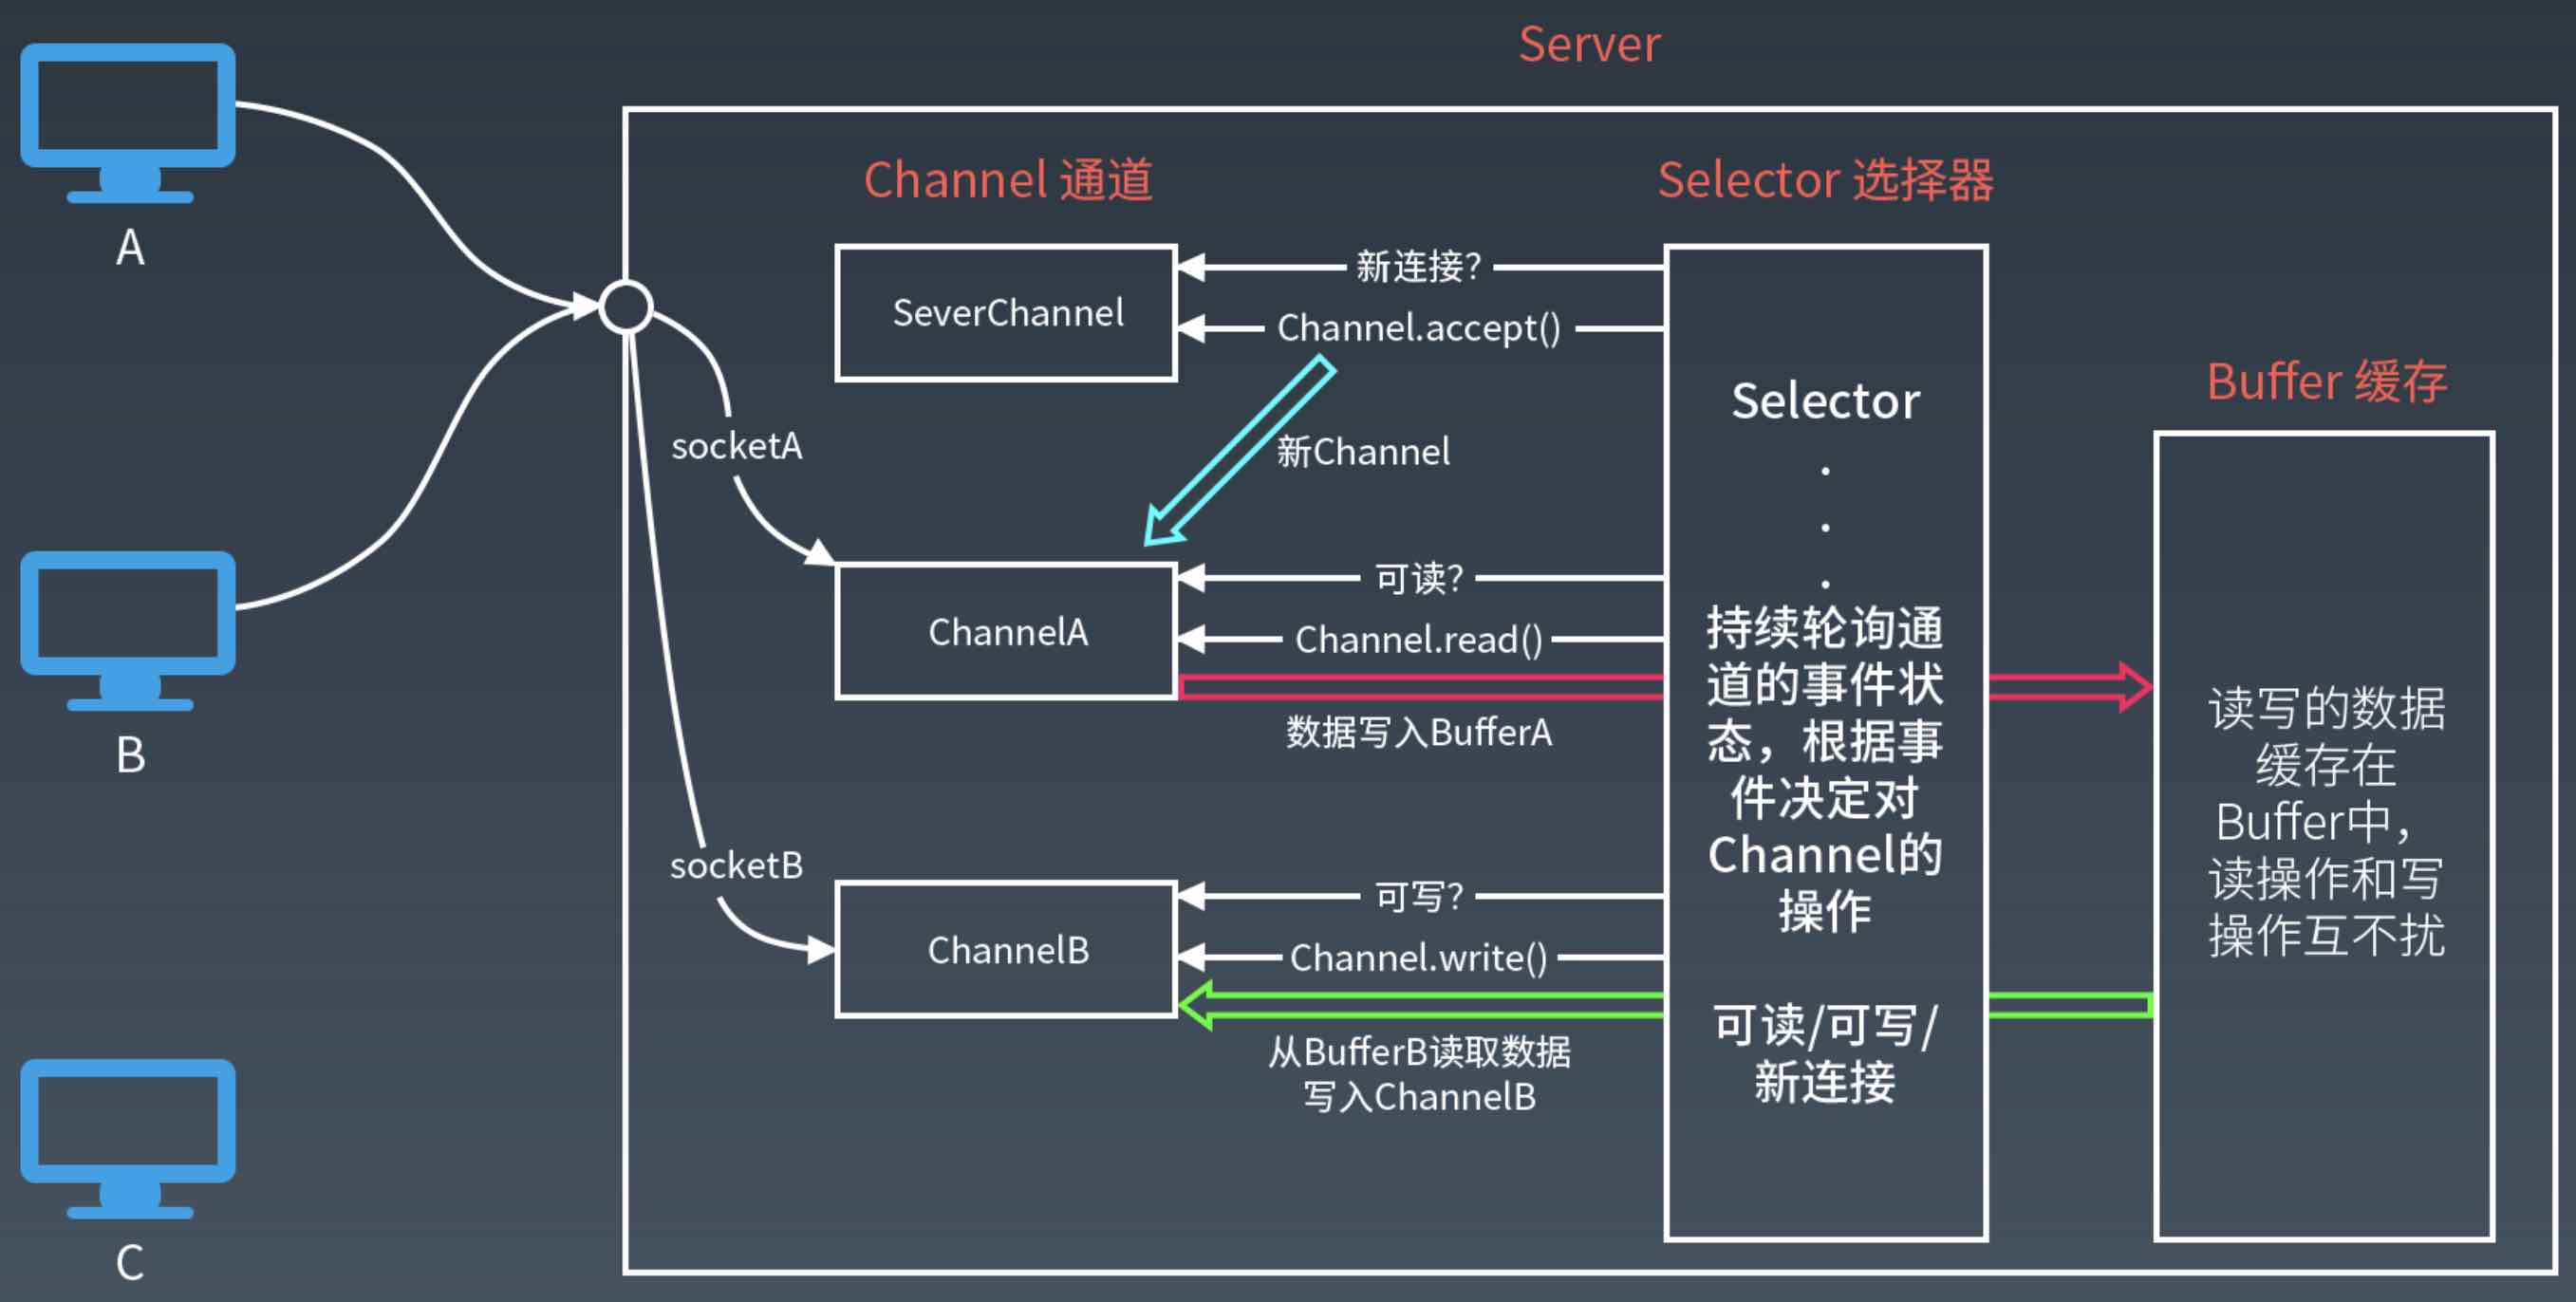 Server
A
B
C
Channel 通道
SeverChannel
socketA
ChannelA
socketB
ChannelB
新连接?
Channel.accept()
新Channel
可读?
Channel.read()
数据写入BufferA
可写?
Channel.write()
从BufferB读取数据
写入ChannelB
Selector 选择器
Selector
.
.
.
持续轮询通
道的事件状
态，根据事
件决定对
Channel的
操作
可读/可写/
新连接
Buffer 缓存
读写的数据
缓存在
Buffer中，
读操作和写
操作互不扰